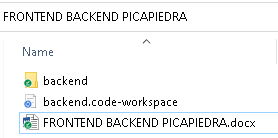 FRONTEND BACKEND PICAPIEDRA
Name
backend
backend.code-workspace
FRONTEND BACKEND PICAPIEDRA.docx